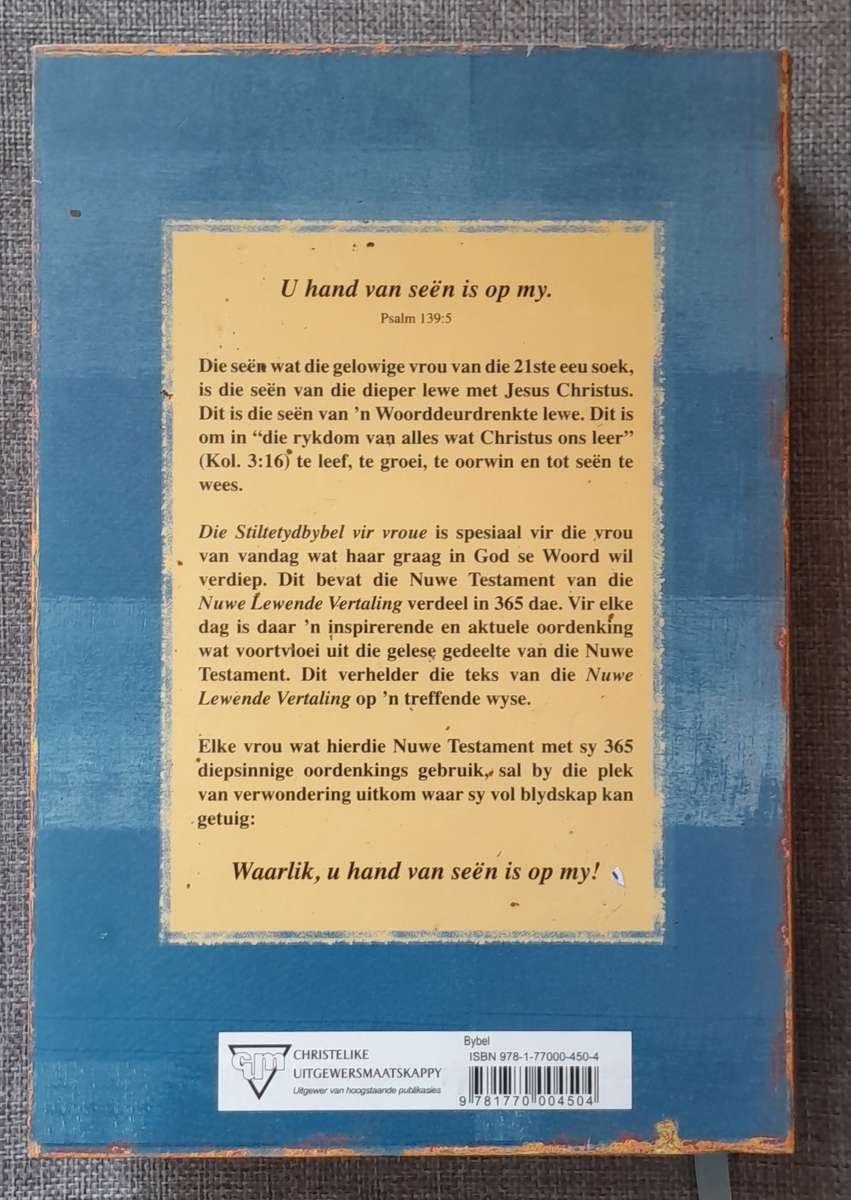 U hand van seën is op my.
Psalm 139:5
Die seën wat die gelowige vrou van die 21ste eeu soek,
is die seën van die dieper lewe met Jesus Christus.
Dit is die seën van ’n Woorddeurdrenkte lewe. Dit is
om in “die rykdom van alles wat Christus ons leer”
(Kol. 3:16) te leef, te groei, te oorwin en tot seën te
wees.
Die Stiltetydbybel vir vroue is spesiaal vir die vrou
van vandag wat haar graag in God se Woord wil
verdiep. Dit bevat die Nuwe Testament van die
Nuwe Lewende Vertaling verdeel in 365 dae. Vir elke
dag is daar ’n inspirerende en aktuele oordenking
wat voortvloei uit die gelese gedeelte van die Nuwe
Testament. Dit verhelder die teks van die Nuwe
Lewende Vertaling op ’n treffende wyse.
Elke vrou wat hierdie Nuwe Testament met sy 365
diepsinnige oordenkings gebruik, sal by die plek
van verwondering uitkom waar sy vol blydskap kan
getuig:
Waarlik, u hand van seën is op my!
cum
CHRISTELIKE
UITGEWERSMAATSKAPPY
Uitgewer van hoogstaande publikasies
Bybel
ISBN 978-1-77000-450-4
9 781770 004504